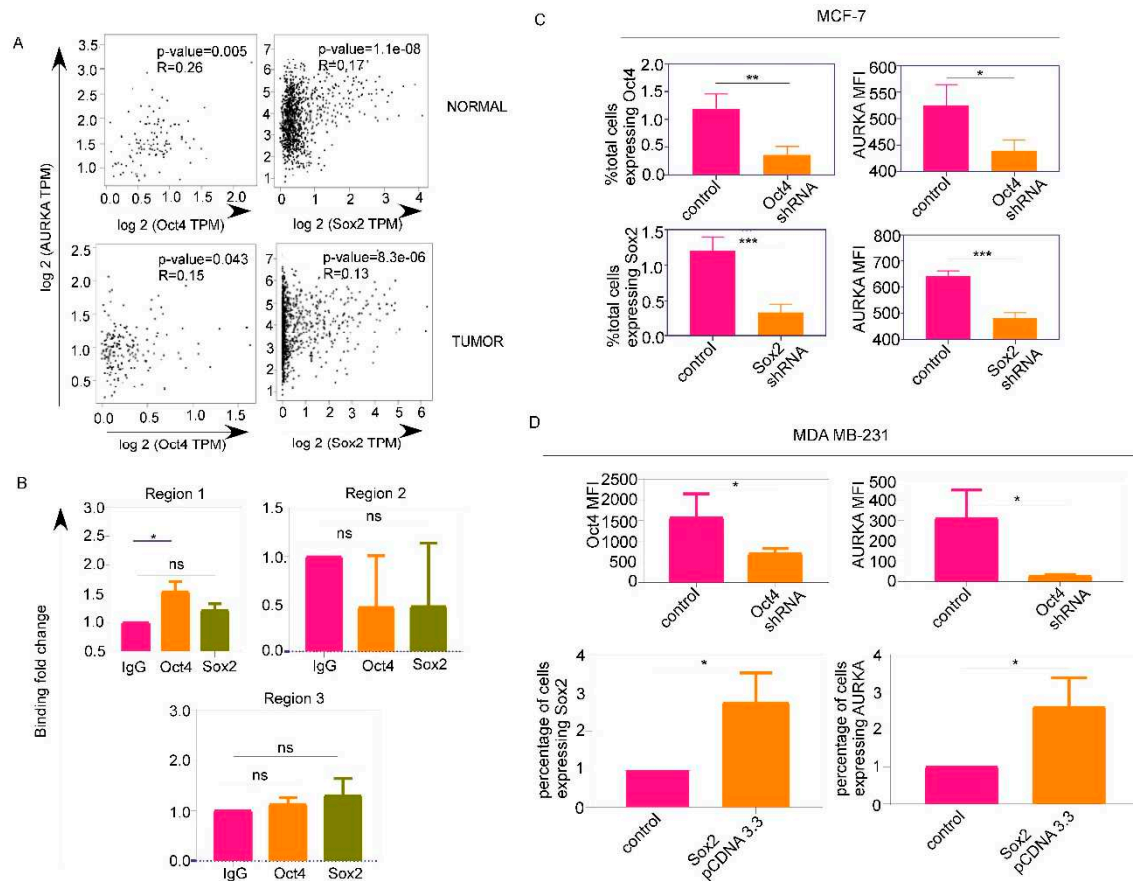 A
log 2 (AURKA TPM)
3.5
3.0
2.5
2.0
1.5
1.0
p-value=0.005
R=0.26
0.0 0.5 1.0 1.5 2.0
log 2 (Oct4 TPM)
7
6
5
4
3
2
1
p-value=1.1e-08
R=0.17
0 1 2 3 4
log 2 (Sox2 TPM)
NORMAL
2.5
2.0
1.5
1.0
0.5
p-value=0.043
R=0.15
0.0 0.5 1.0 1.5
log 2 (Oct4 TPM)
7
6
5
4
3
2
1
p-value=8.3e-06
R=0.13
0 1 2 3 4 5 6
log 2 (Sox2 TPM)
TUMOR
B
Binding fold change
Region 1
3.0
2.5
2.0
1.5
1.0
0.5
*
ns
IgG Oct4 Sox2
Region 2
1.5
1.0
0.5
0.0
ns
ns
IgG Oct4 Sox2
Region 3
3.0
2.0
1.0
0.0
ns
ns
IgG Oct4 Sox2
C
MCF-7
%total cells
expressing Oct4
2.0
1.5
1.0
0.5
0.0
**
control
Oct4
shRNA
AURKA MFI
600
550
500
450
400
*
control
Oct4
shRNA
%total cells
expressing Sox2
1.5
1.0
0.5
0.0
***
control
Sox2
shRNA
AURKA MFI
800
700
600
500
400
***
control
Sox2
shRNA
D
MDA MB-231
Oct4 MFI
2500
2000
1500
1000
500
0
*
control
Oct4
shRNA
AURKA MFI
500
400
300
200
100
0
*
control
Oct4
shRNA
percentage of cells
expressing Sox2
4
3
2
1
0
*
control
Sox2
pCDNA 3.3
percentage of cells
expressing AURKA
4
3
2
1
0
*
control
Sox2
pCDNA 3.3